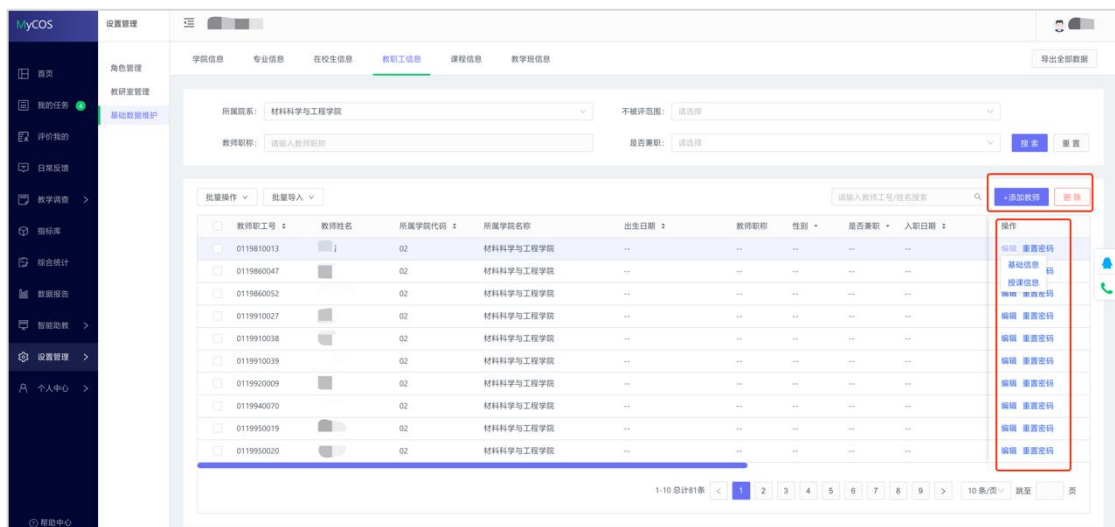 MyCOS
首页
我的任务 4
评价我的
日常反馈
教学调查 >
指标库
综合统计
数据报告
智能助教 >
设置管理 >
个人中心 >
帮助中心
设置管理
角色管理
教研室管理
基础数据维护
学院信息 专业信息 在校生信息 教职工信息 课程信息 教学班信息 导出全部数据
所属院系: 材料科学与工程学院 不被评范围: 请选择
教师职称: 请输入教师职称 是否兼职: 请选择 搜索 重置
批量操作 批量导入 请输入教师工号/姓名搜索 +添加教师 删除
教师职工号 教师姓名 所属学院代码 所属学院名称 出生日期 教师职称 性别 是否兼职 入职日期 操作
0119810013 02 材料科学与工程学院 -- -- -- -- -- 编辑 重置密码
基础信息
授课信息
0119860047 02 材料科学与工程学院 -- -- -- -- -- 码
0119860052 02 材料科学与工程学院 -- -- -- -- -- 编辑 重置密码
0119910027 02 材料科学与工程学院 -- -- -- -- -- 编辑 重置密码
0119910038 02 材料科学与工程学院 -- -- -- -- -- 编辑 重置密码
0119910039 02 材料科学与工程学院 -- -- -- -- -- 编辑 重置密码
0119920009 02 材料科学与工程学院 -- -- -- -- -- 编辑 重置密码
0119940070 02 材料科学与工程学院 -- -- -- -- -- 编辑 重置密码
0119950019 02 材料科学与工程学院 -- -- -- -- -- 编辑 重置密码
0119950020 02 材料科学与工程学院 -- -- -- -- -- 编辑 重置密码
1-10 总计81条 < 1 2 3 4 5 6 7 8 9 > 10 条/页 跳至 页